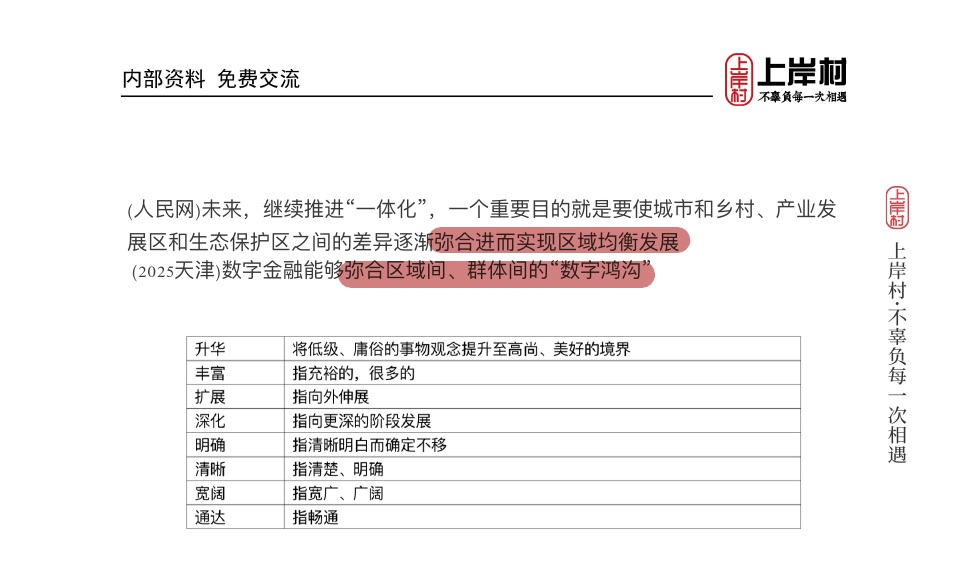 内部资料 免费交流
上岸村
上岸村
不辜负每一次相遇
(人民网)未来，继续推进“一体化”，一个重要目的就是要使城市和乡村、产业发
展区和生态保护区之间的差异逐渐弥合进而实现区域均衡发展
(2025天津)数字金融能够弥合区域间、群体间的“数字鸿沟”
升华 将低级、庸俗的事物观念提升至高尚、美好的境界
丰富 指充裕的，很多的
扩展 指向外伸展
深化 指向更深的阶段发展
明确 指清晰明白而确定不移
清晰 指清楚、明确
宽阔 指宽广、广阔
通达 指畅通
上岸村
上岸村·不辜负每一次相遇